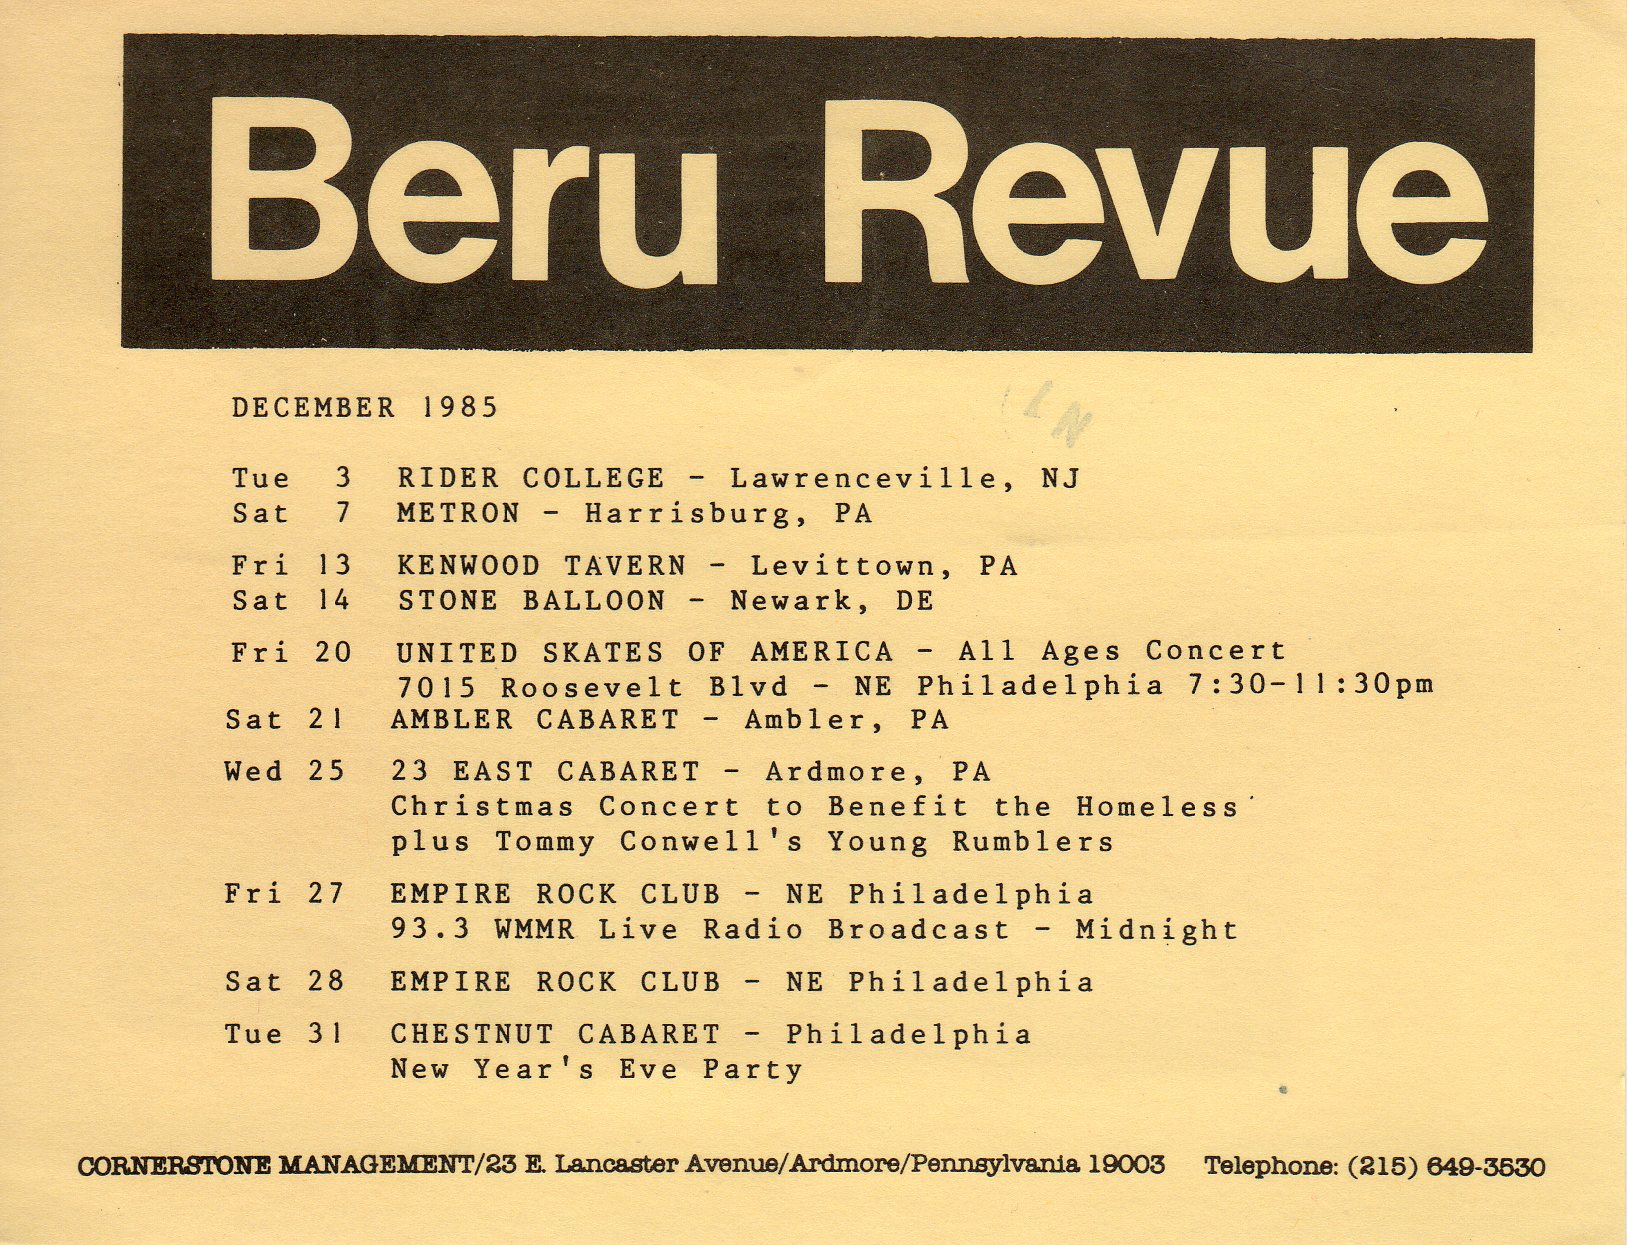 Beru Revue
DECEMBER 1985
Tue 3 RIDER COLLEGE - Lawrenceville, NJ
Sat 7 METRON - Harrisburg, PA
Fri 13 KENWOOD TAVERN - Levittown, PA
Sat 14 STONE BALLOON - Newark, DE
Fri 20 UNITED SKATES OF AMERICA - All Ages Concert
7015 Roosevelt Blvd - NE Philadelphia 7:30-11:30pm
Sat 21 AMBLER CABARET - Ambler, PA
Wed 25 23 EAST CABARET - Ardmore, PA
Christmas Concert to Benefit the Homeless
plus Tommy Conwell's Young Rumblers
Fri 27 EMPIRE ROCK CLUB - NE Philadelphia
93.3 WMMR Live Radio Broadcast - Midnight
Sat 28 EMPIRE ROCK CLUB - NE Philadelphia
Tue 31 CHESTNUT CABARET - Philadelphia
New Year's Eve Party
CORNERSTONE MANAGEMENT/23 E. Lancaster Avenue/Ardmore/Pennsylvania 19003 Telephone: (215) 649-3530